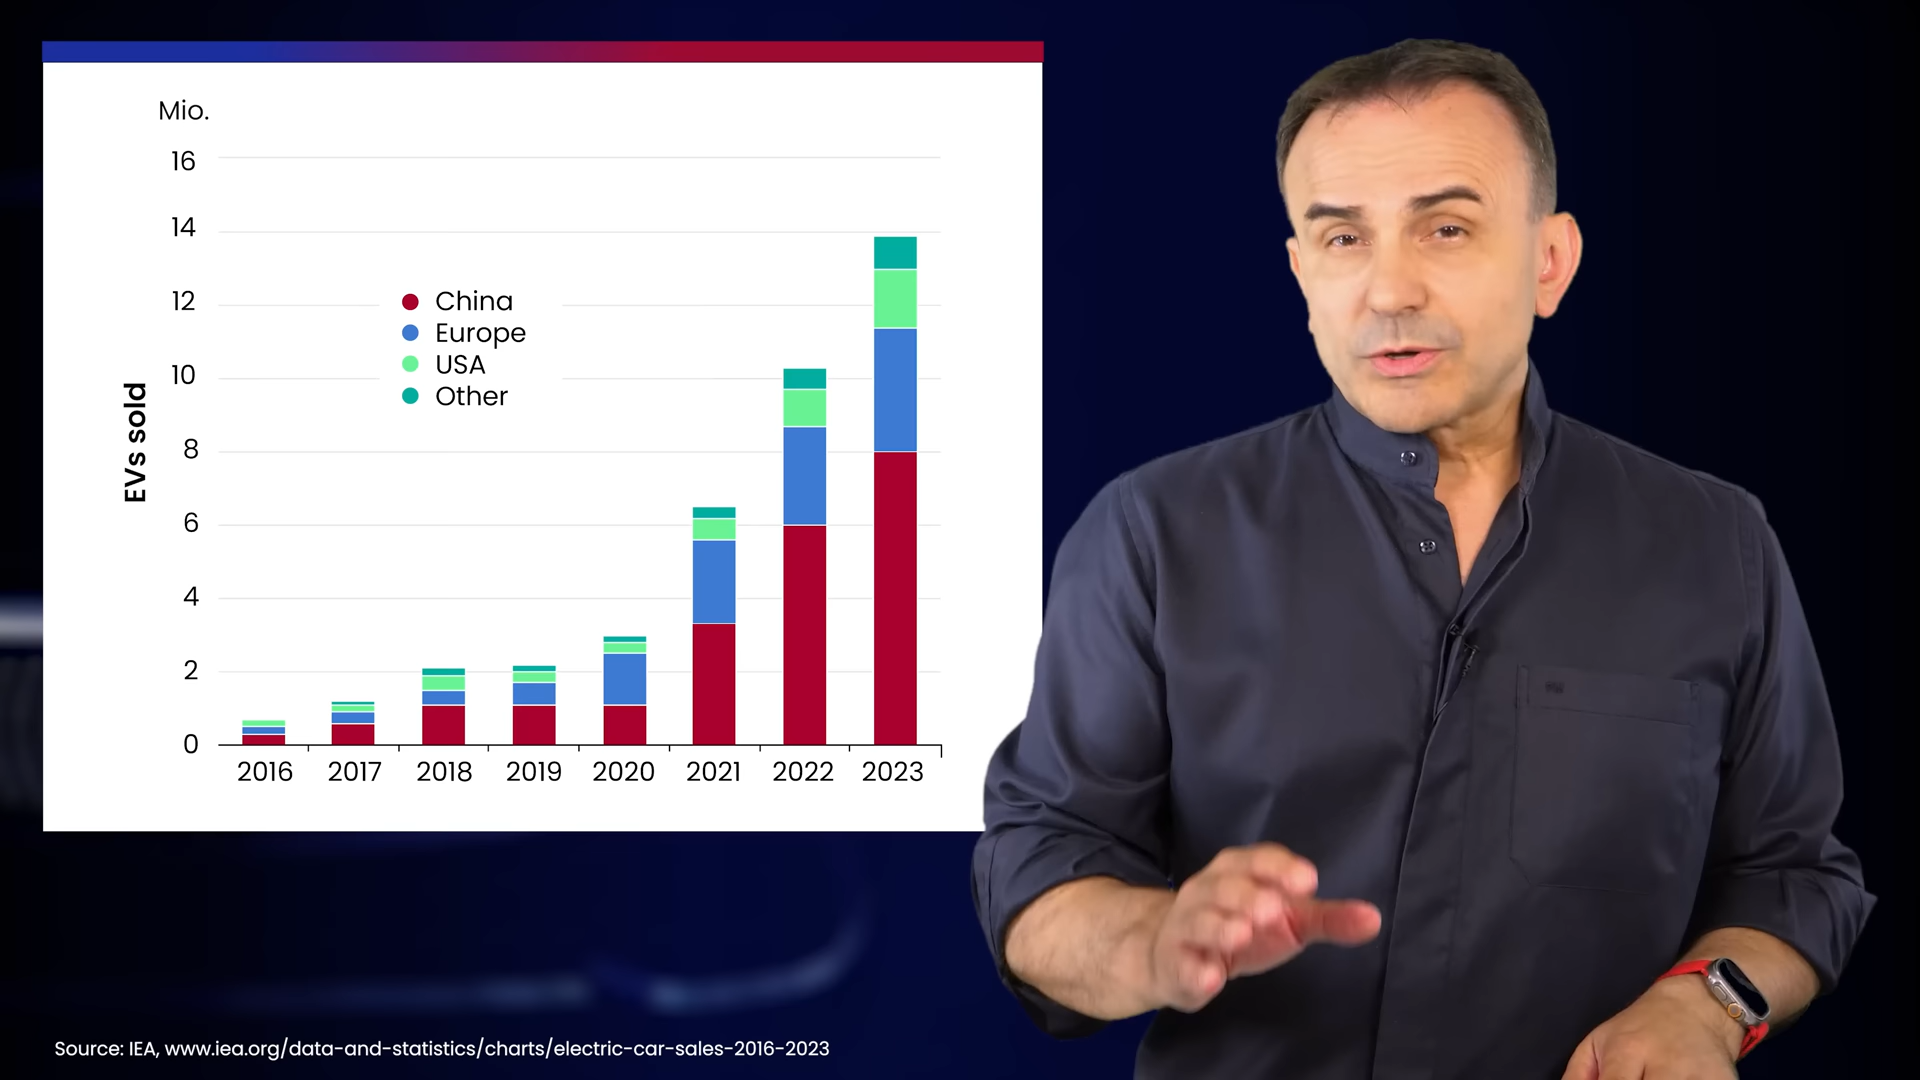 Mio.
16
14
12
10
8
6
4
2
0
EVs sold
China
Europe
USA
Other
2016 2017 2018 2019 2020 2021 2022 2023
Source: IEA, www.iea.org/data-and-statistics/charts/electric-car-sales-2016-2023